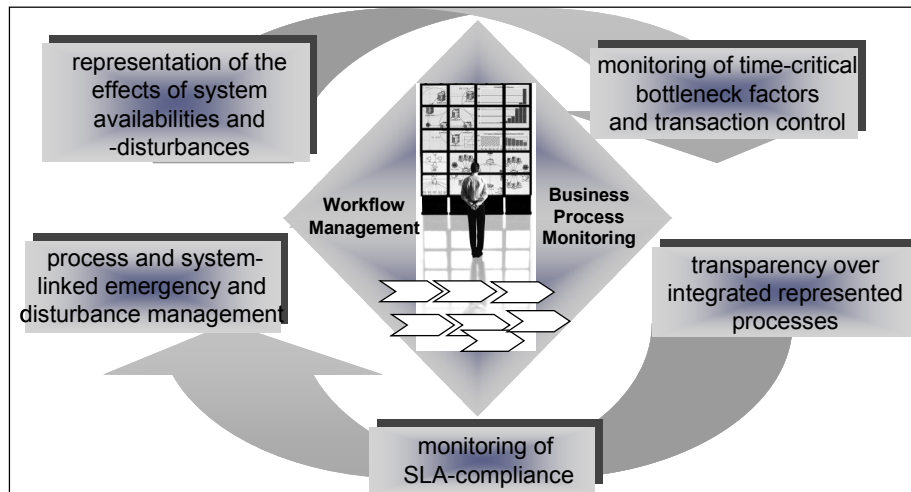 representation of the
effects of system
availabilities and
-disturbances
monitoring of time-critical
bottleneck factors
and transaction control
Workflow
Management
Business
Process
Monitoring
process and system-
linked emergency and
disturbance management
transparency over
integrated represented
processes
monitoring of
SLA-compliance